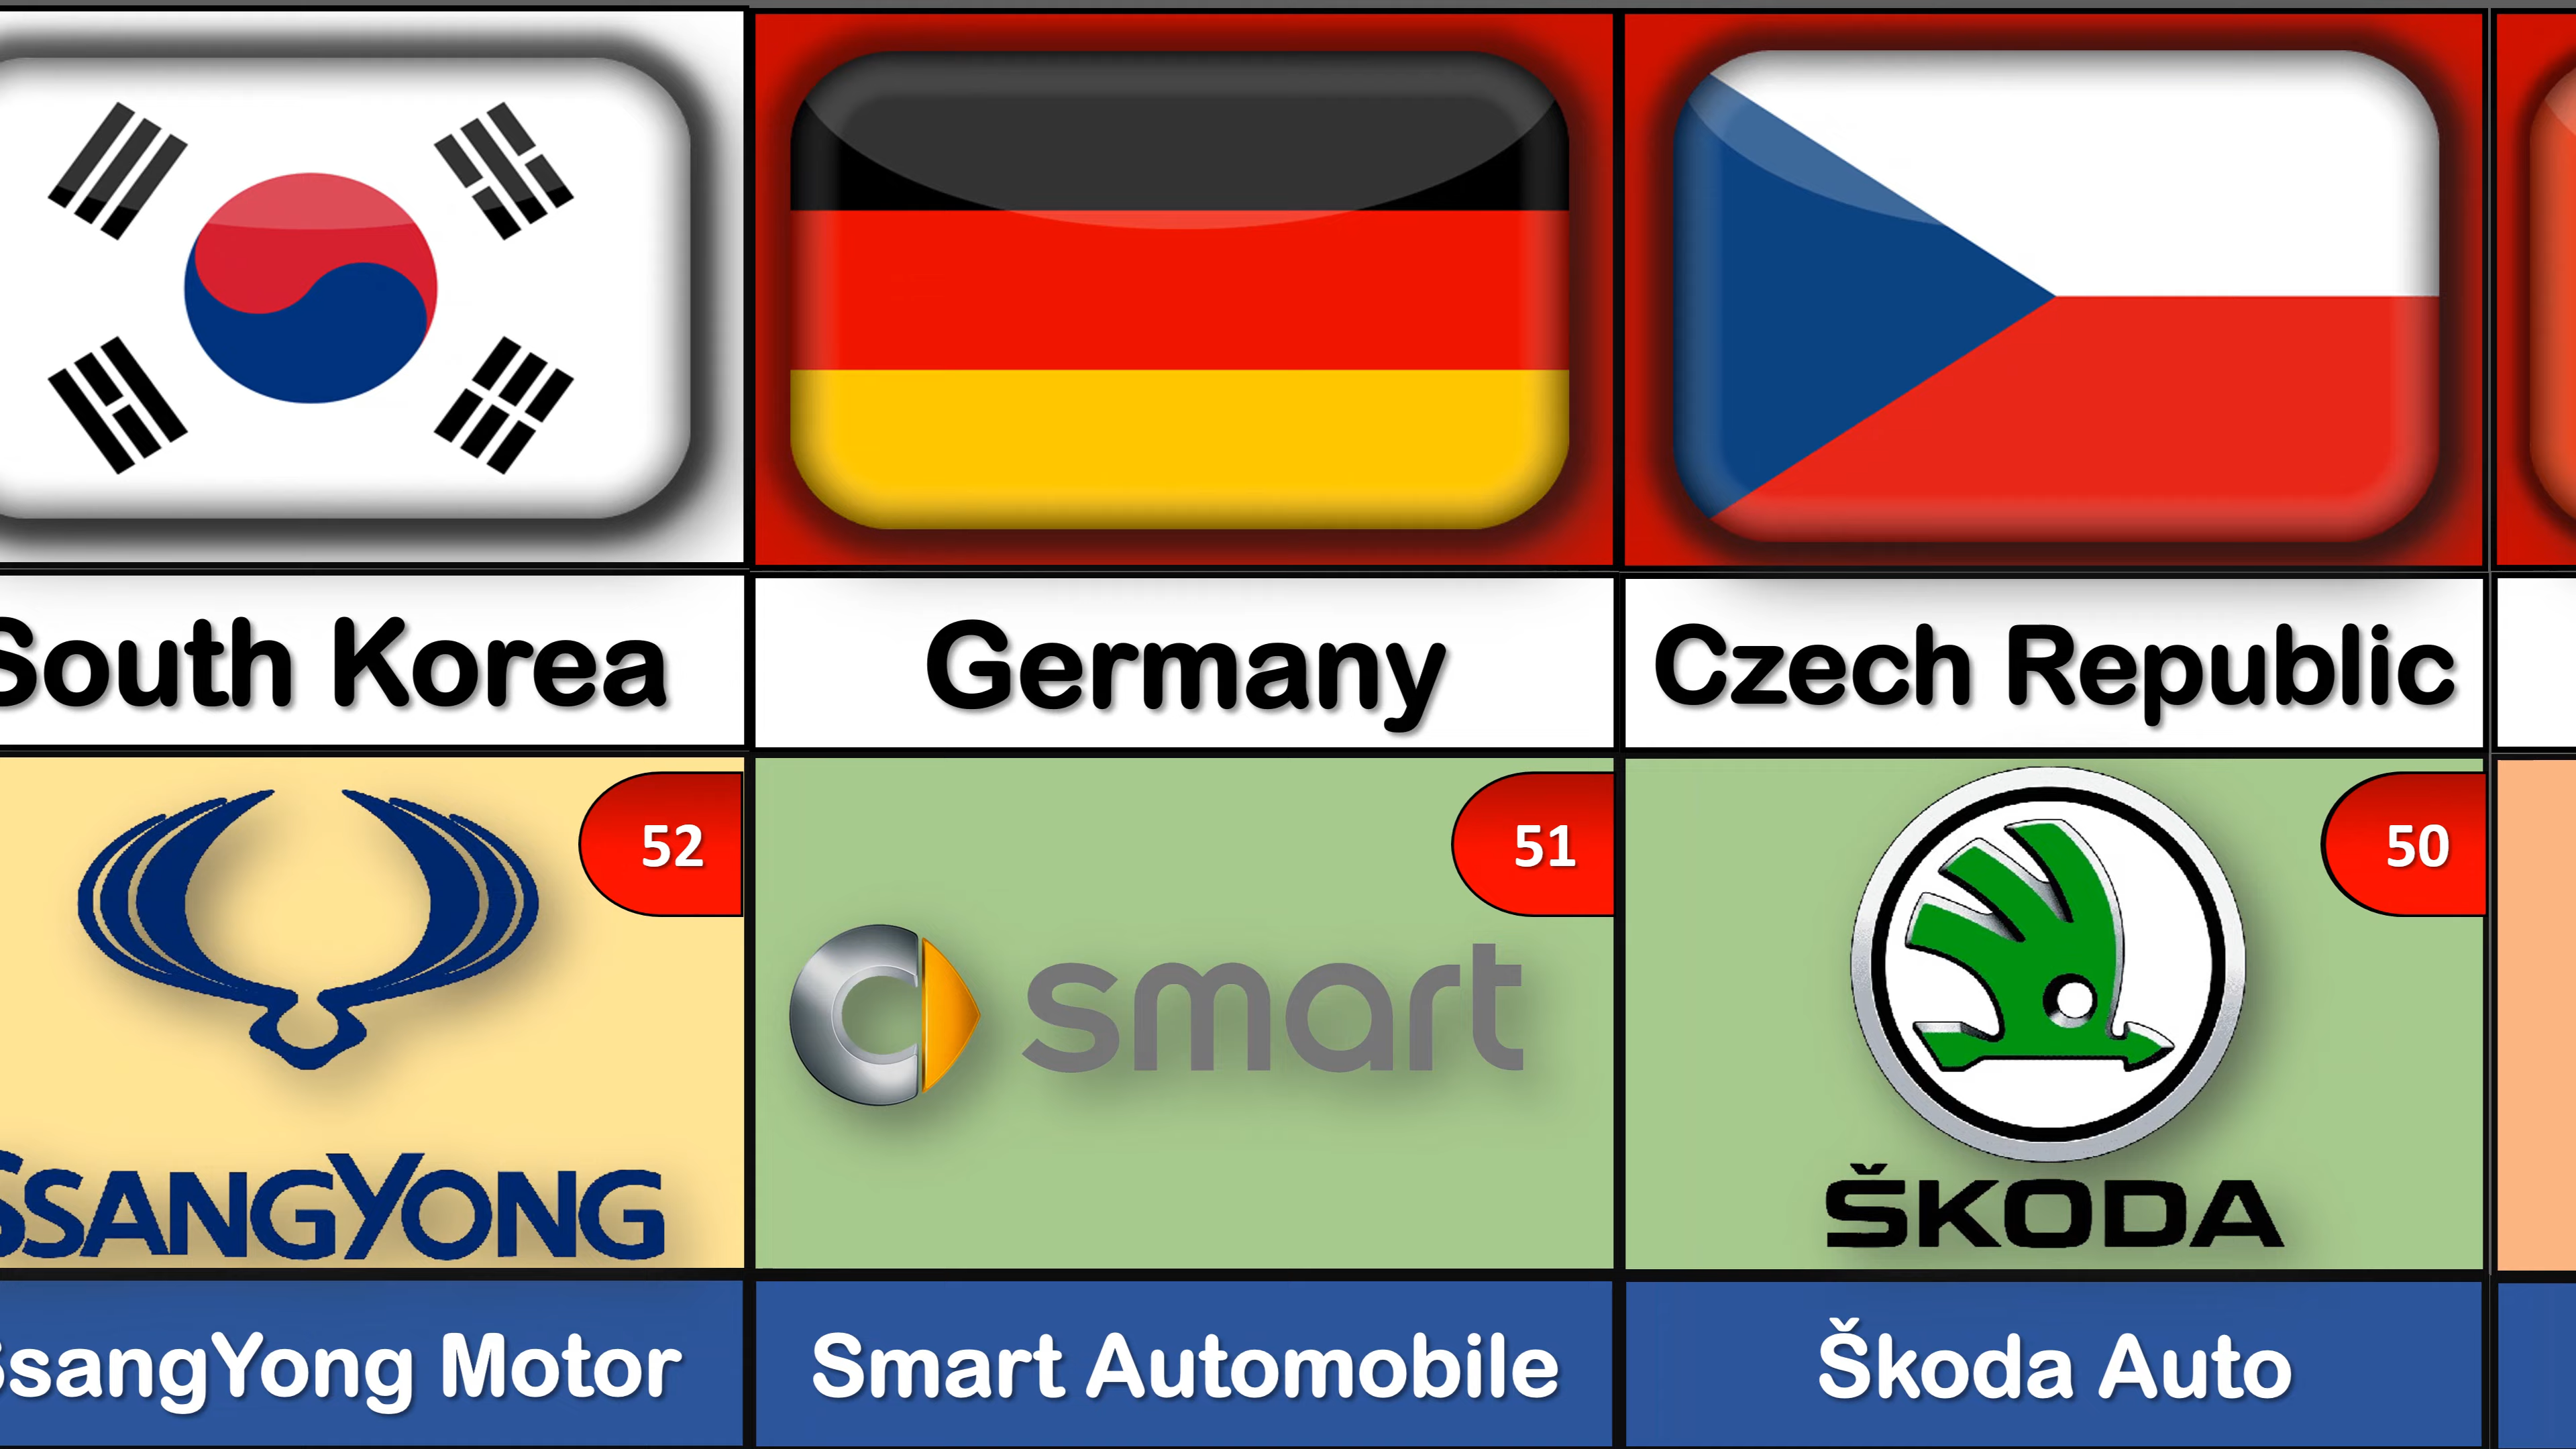 South Korea
Germany
Czech Republic
52
51
50
smart
SSANGYONG
ŠKODA
SsangYong Motor
Smart Automobile
Škoda Auto